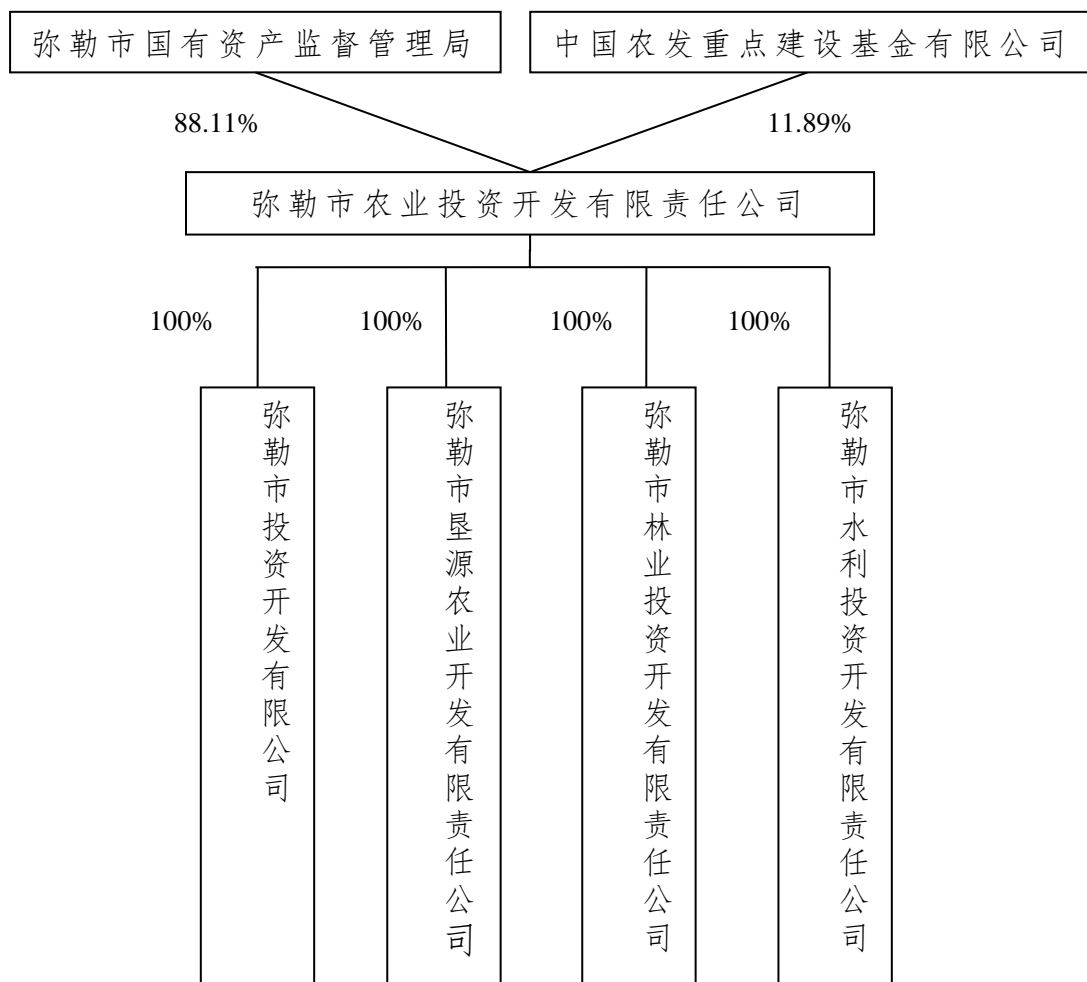 弥勒市国有资产监督管理局
中国农发重点建设基金有限公司
88.11%
11.89%
弥勒市农业投资开发有限责任公司
100%
100%
100%
100%
弥勒市投资开发有限公司
弥勒市垦源农业开发有限责任公司
弥勒市林业投资开发有限责任公司
弥勒市水利投资开发有限责任公司